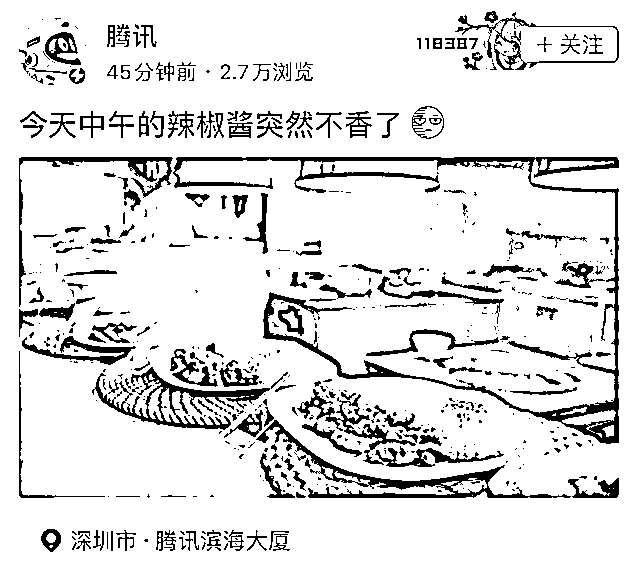 腾讯
118387
+ 关注
45分钟前 · 2.7万浏览
今天中午的辣椒酱突然不香了
深圳市 · 腾讯滨海大厦